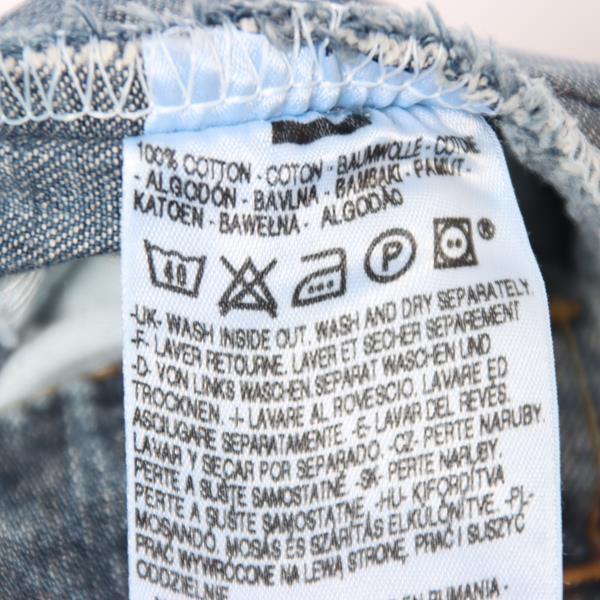 100% COTTON - COTON - BAUMWOLLE - COTONE
- ALGODÓN - BAVLNA - BAMBAKI - PAMUT -
KATOEN - BAWEŁNA - ALGODÃO
40 P ®
-UK- WASH INSIDE OUT. WASH AND DRY SEPARATELY.
-F- LAVER RETOURNE. LAVER ET SECHER SEPAREMENT
-D- VON LINKS WASCHEN SEPARAT WASCHEN UND
TROCKNEN. -I- LAVARE AL ROVESCIO. LAVARE ED
ASCIUGARE SEPARATAMENTE. -E- LAVAR DEL REVÉS.
LAVAR Y SECAR POR SEPARADO. -CZ- PERTE NARUBY.
PERTE A SUŠTE SAMOSTATNĚ. -SK- PERTE NARUBY.
PERTE A SUŠTE SAMOSTATNE. -HU- KIFORDÍTVA
MOSANDÓ. MOSÁS ÉS SZÁRÍTÁS ELKÜLÖNÍTVE. -PL-
PRAĆ WYWRÓCONE NA LEWĄ STRONĘ, PRAĆ I SUSZYĆ
ODDZIELNIE
EN RUMANIA -